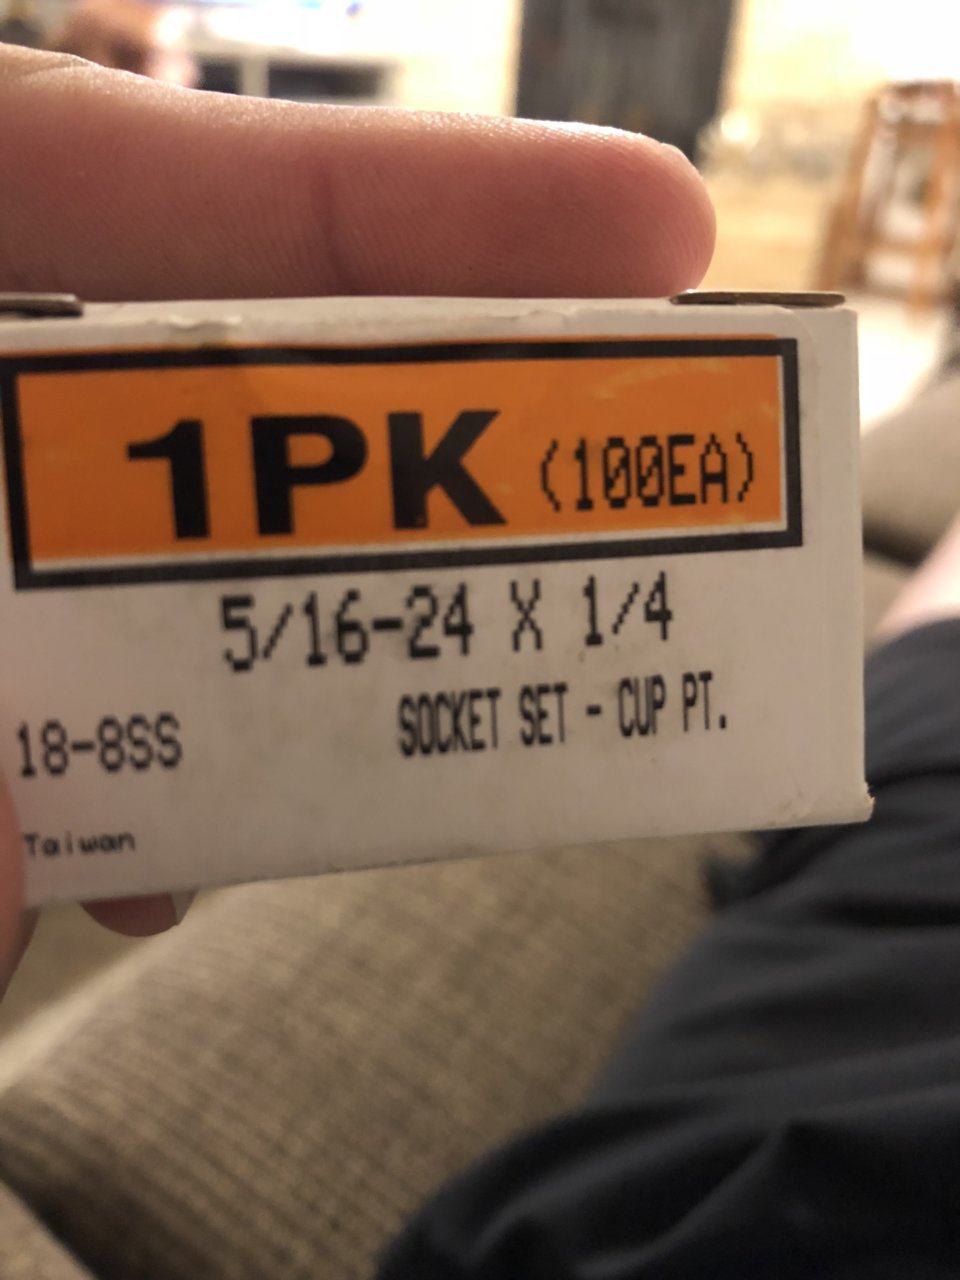 1PK (100EA)
5/16-24 X 1/4
SOCKET SET - CUP PT.
18-8SS
Taiwan